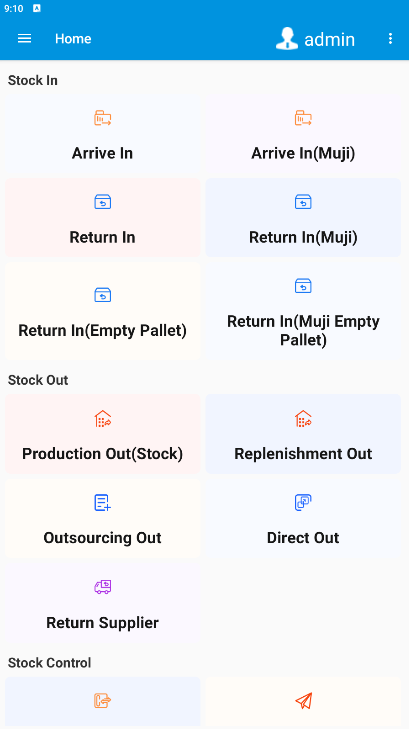 9:10 A
Home
admin
Stock In
Arrive In
Arrive In(Muji)
Return In
Return In(Muji)
Return In(Empty Pallet)
Return In(Muji Empty
Pallet)
Stock Out
Production Out(Stock)
Replenishment Out
Outsourcing Out
Direct Out
Return Supplier
Stock Control